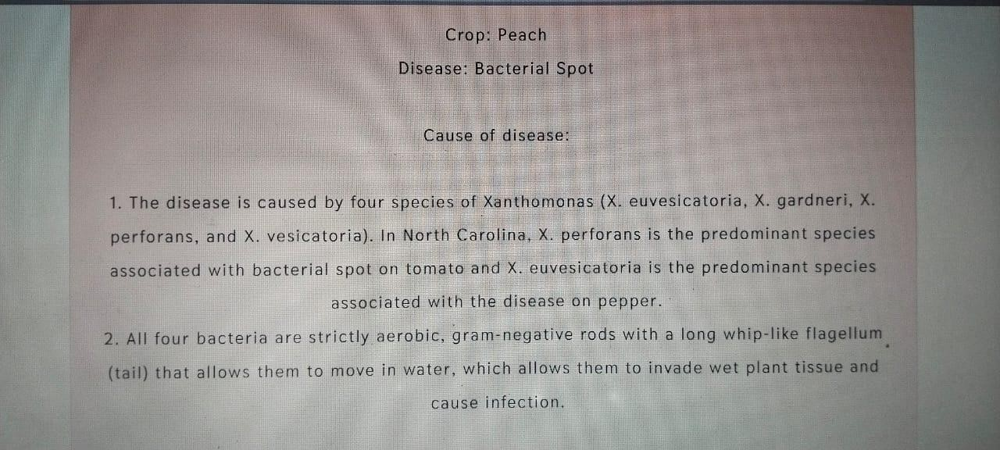 Crop: Peach
Disease: Bacterial Spot
Cause of disease:
1. The disease is caused by four species of Xanthomonas (X. euvesicatoria, X. gardneri, X.
perforans, and X. vesicatoria). In North Carolina, X. perforans is the predominant species
associated with bacterial spot on tomato and X. euvesicatoria is the predominant species
associated with the disease on pepper.
2. All four bacteria are strictly aerobic, gram-negative rods with a long whip-like flagellum
(tail) that allows them to move in water, which allows them to invade wet plant tissue and
cause infection.